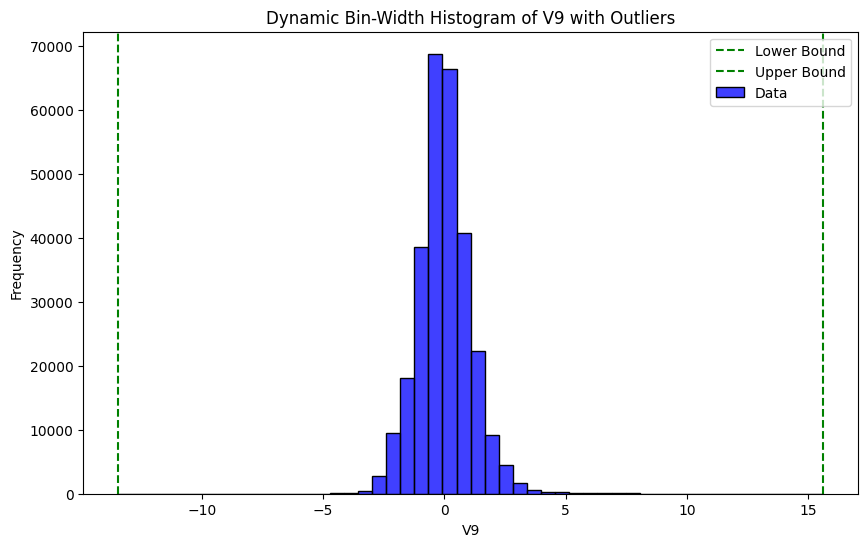 Dynamic Bin-Width Histogram of V9 with Outliers
70000
60000
50000
40000
30000
20000
10000
0
Frequency
Lower Bound
Upper Bound
Data
−10
−5
0
5
10
15
V9